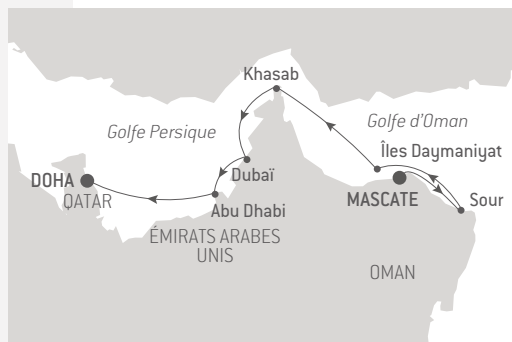 Khasab
Golfe d'Oman
Golfe Persique
Îles Daymaniyat
Dubaï
DOHA
QATAR
MASCATE
Sour
Abu Dhabi
ÉMIRATS ARABES
UNIS
OMAN